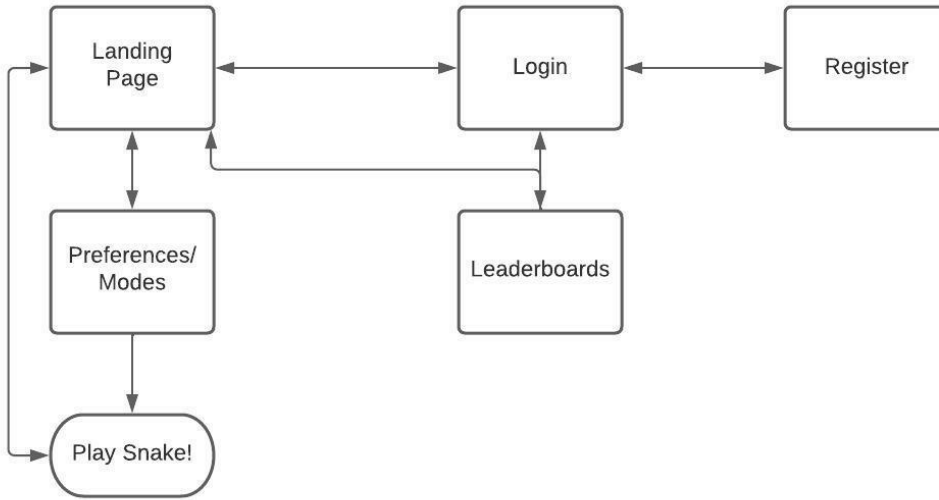 Landing
Page
Login
Register
Preferences/
Modes
Leaderboards
Play Snake!